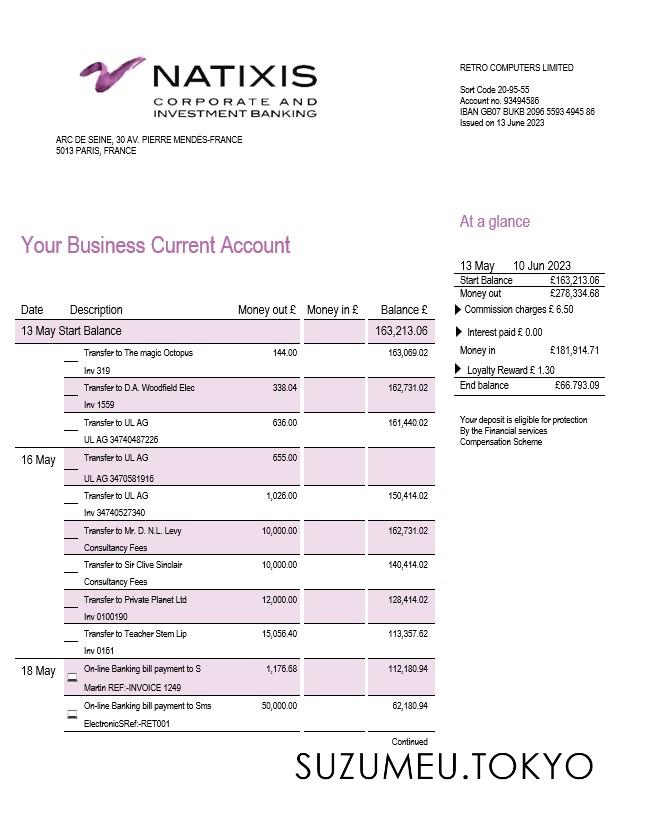 NATIXIS
CORPORATE AND
INVESTMENT BANKING
ARC DE SEINE, 30 AV. PIERRE MENDÈS-FRANCE
5013 PARIS, FRANCE
RETRO COMPUTERS LIMITED
Sort Code 20-95-55
Account no. 93494586
IBAN GB07 BUKB 2096 5593 4945 86
Issued on 13 June 2023
Your Business Current Account
At a glance
13 May 10 Jun 2023
Start Balance £163,213.06
Money out £278,334.68
Commission charges £ 6.50
Interest paid £ 0.00
Money in £181,914.71
Loyalty Reward £ 1.30
End balance £66.793.09
Your deposit is eligible for protection
By the Financial services
Compensation Scheme
Date Description Money out £ Money in £ Balance £
13 May Start Balance 163,213.06
Transfer to The magic Octopus 144.00 163,069.02
Inv 319
Transfer to D.A. Woodfield Elec 338.04 162,731.02
Inv 1559
Transfer to UL AG 636.00 161,440.02
UL AG 34740487226
16 May Transfer to UL AG 655.00
UL AG 3470581916
Transfer to UL AG 1,026.00 150,414.02
Inv 34740527340
Transfer to Mr. D. N.L. Levy 10,000.00 162,731.02
Consultancy Fees
Transfer to Sir Clive Sinclair 10,000.00 140,414.02
Consultancy Fees
Transfer to Private Planet Ltd 12,000.00 128,414.02
Inv 0100190
Transfer to Teacher Stem Lip 15,056.40 113,357.62
Inv 0161
18 May On-line Banking bill payment to S 1,176.68 112,180.94
Martin REF:-INVOICE 1249
On-line Banking bill payment to Sms 50,000.00 62,180.94
ElectronicSRef:-RET001
Continued
SUZUMEU.TOKYO